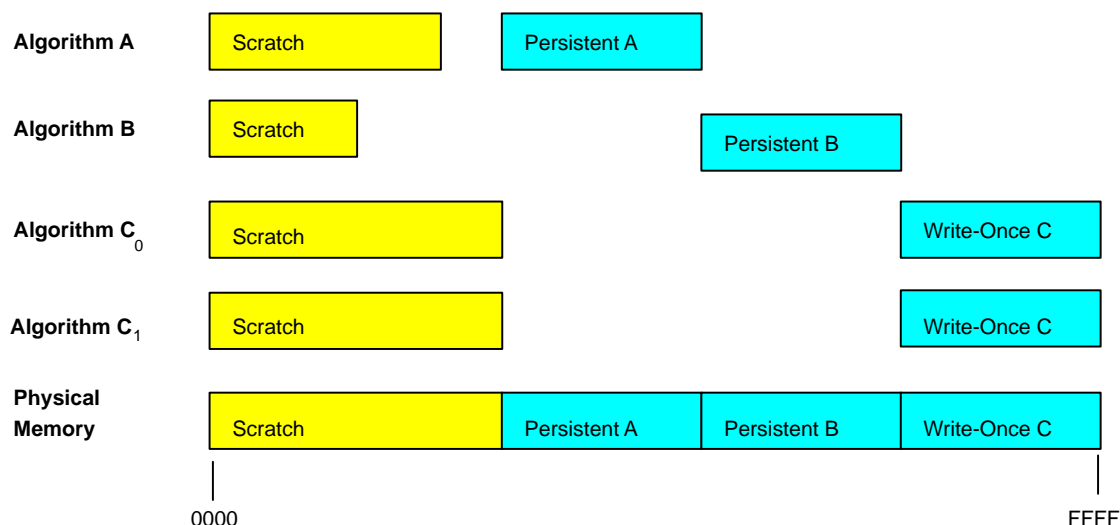 Algorithm A Scratch Persistent A
Algorithm B Scratch Persistent B
Algorithm C0 Scratch Write-Once C
Algorithm C1 Scratch Write-Once C
Physical
Memory Scratch Persistent A Persistent B Write-Once C
0000 FFFF